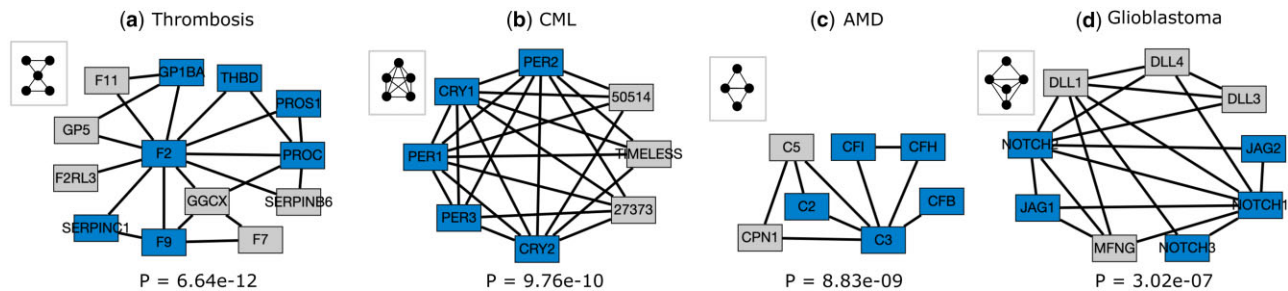 (a) Thrombosis
F11
GP1BA
THBD
PROS1
GP5
F2
PROC
F2RL3
GGCX
SERPINB6
SERPINC1
F9
F7
P = 6.64e-12
(b) CML
PER2
CRY1
50514
PER1
TIMELESS
PER3
27373
CRY2
P = 9.76e-10
(c) AMD
C5
CFI
CFH
C2
CFB
CPN1
C3
P = 8.83e-09
(d) Glioblastoma
DLL4
DLL1
DLL3
JAG2
JAG1
NOTCH1
MFNG
NOTCH3
P = 3.02e-07